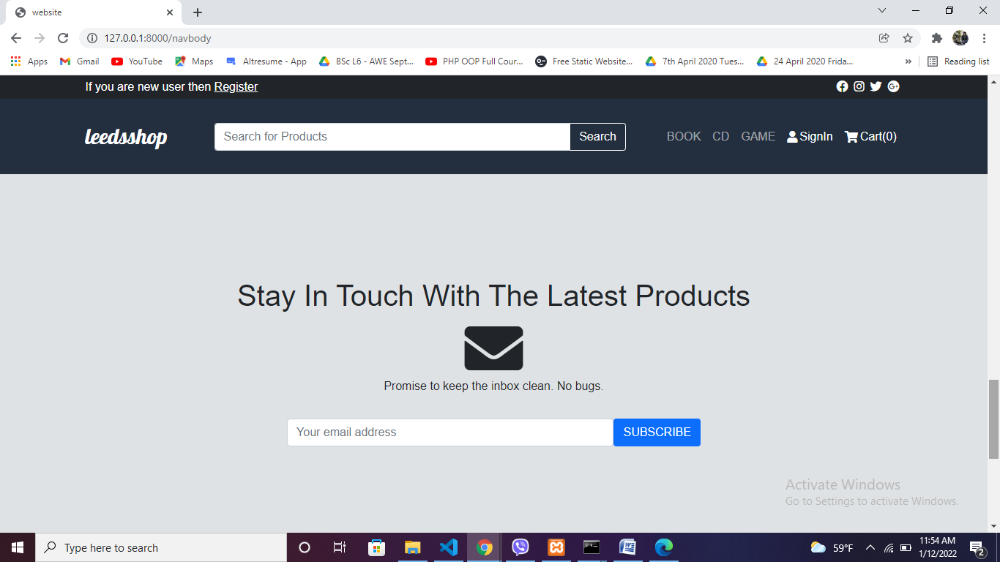 website
127.0.0.1:8000/navbody
Apps Gmail YouTube Maps Altresume - App BSc L6 - AWE Sept... PHP OOP Full Cour... Free Static Website... 7th April 2020 Tues... 24 April 2020 Frida... » Reading list
If you are new user then Register
leedsshop Search for Products Search BOOK CD GAME SignIn Cart(0)
Stay In Touch With The Latest Products
Promise to keep the inbox clean. No bugs.
Your email address SUBSCRIBE
Activate Windows
Go to Settings to activate Windows.
Type here to search 59°F 11:54 AM
1/12/2022 2